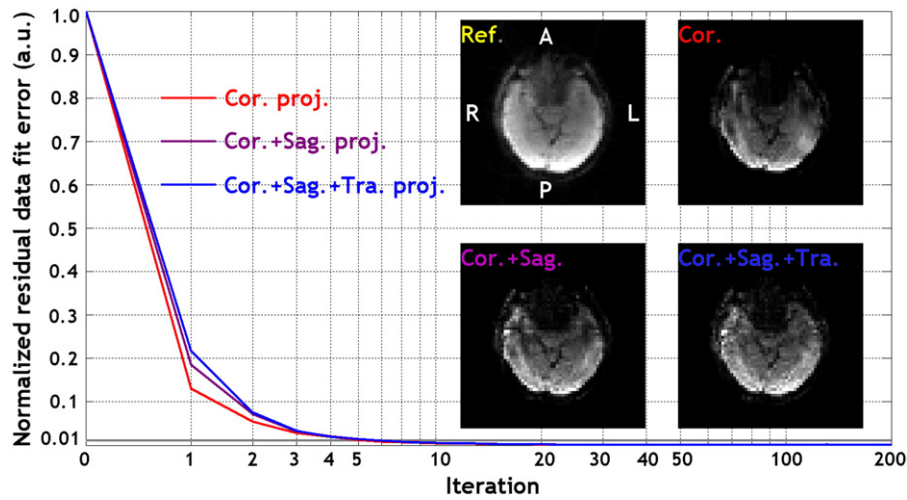 Normalized residual data fit error (a.u.)
1.0
0.9
0.8
0.7
0.6
0.5
0.4
0.3
0.2
0.1
0.01
Cor. proj.
Cor.+Sag. proj.
Cor.+Sag.+Tra. proj.
Ref.
A
R
L
P
Cor.
Cor.+Sag.
Cor.+Sag.+Tra.
0 1 2 3 4 5 10 20 30 40 50 100 200
Iteration